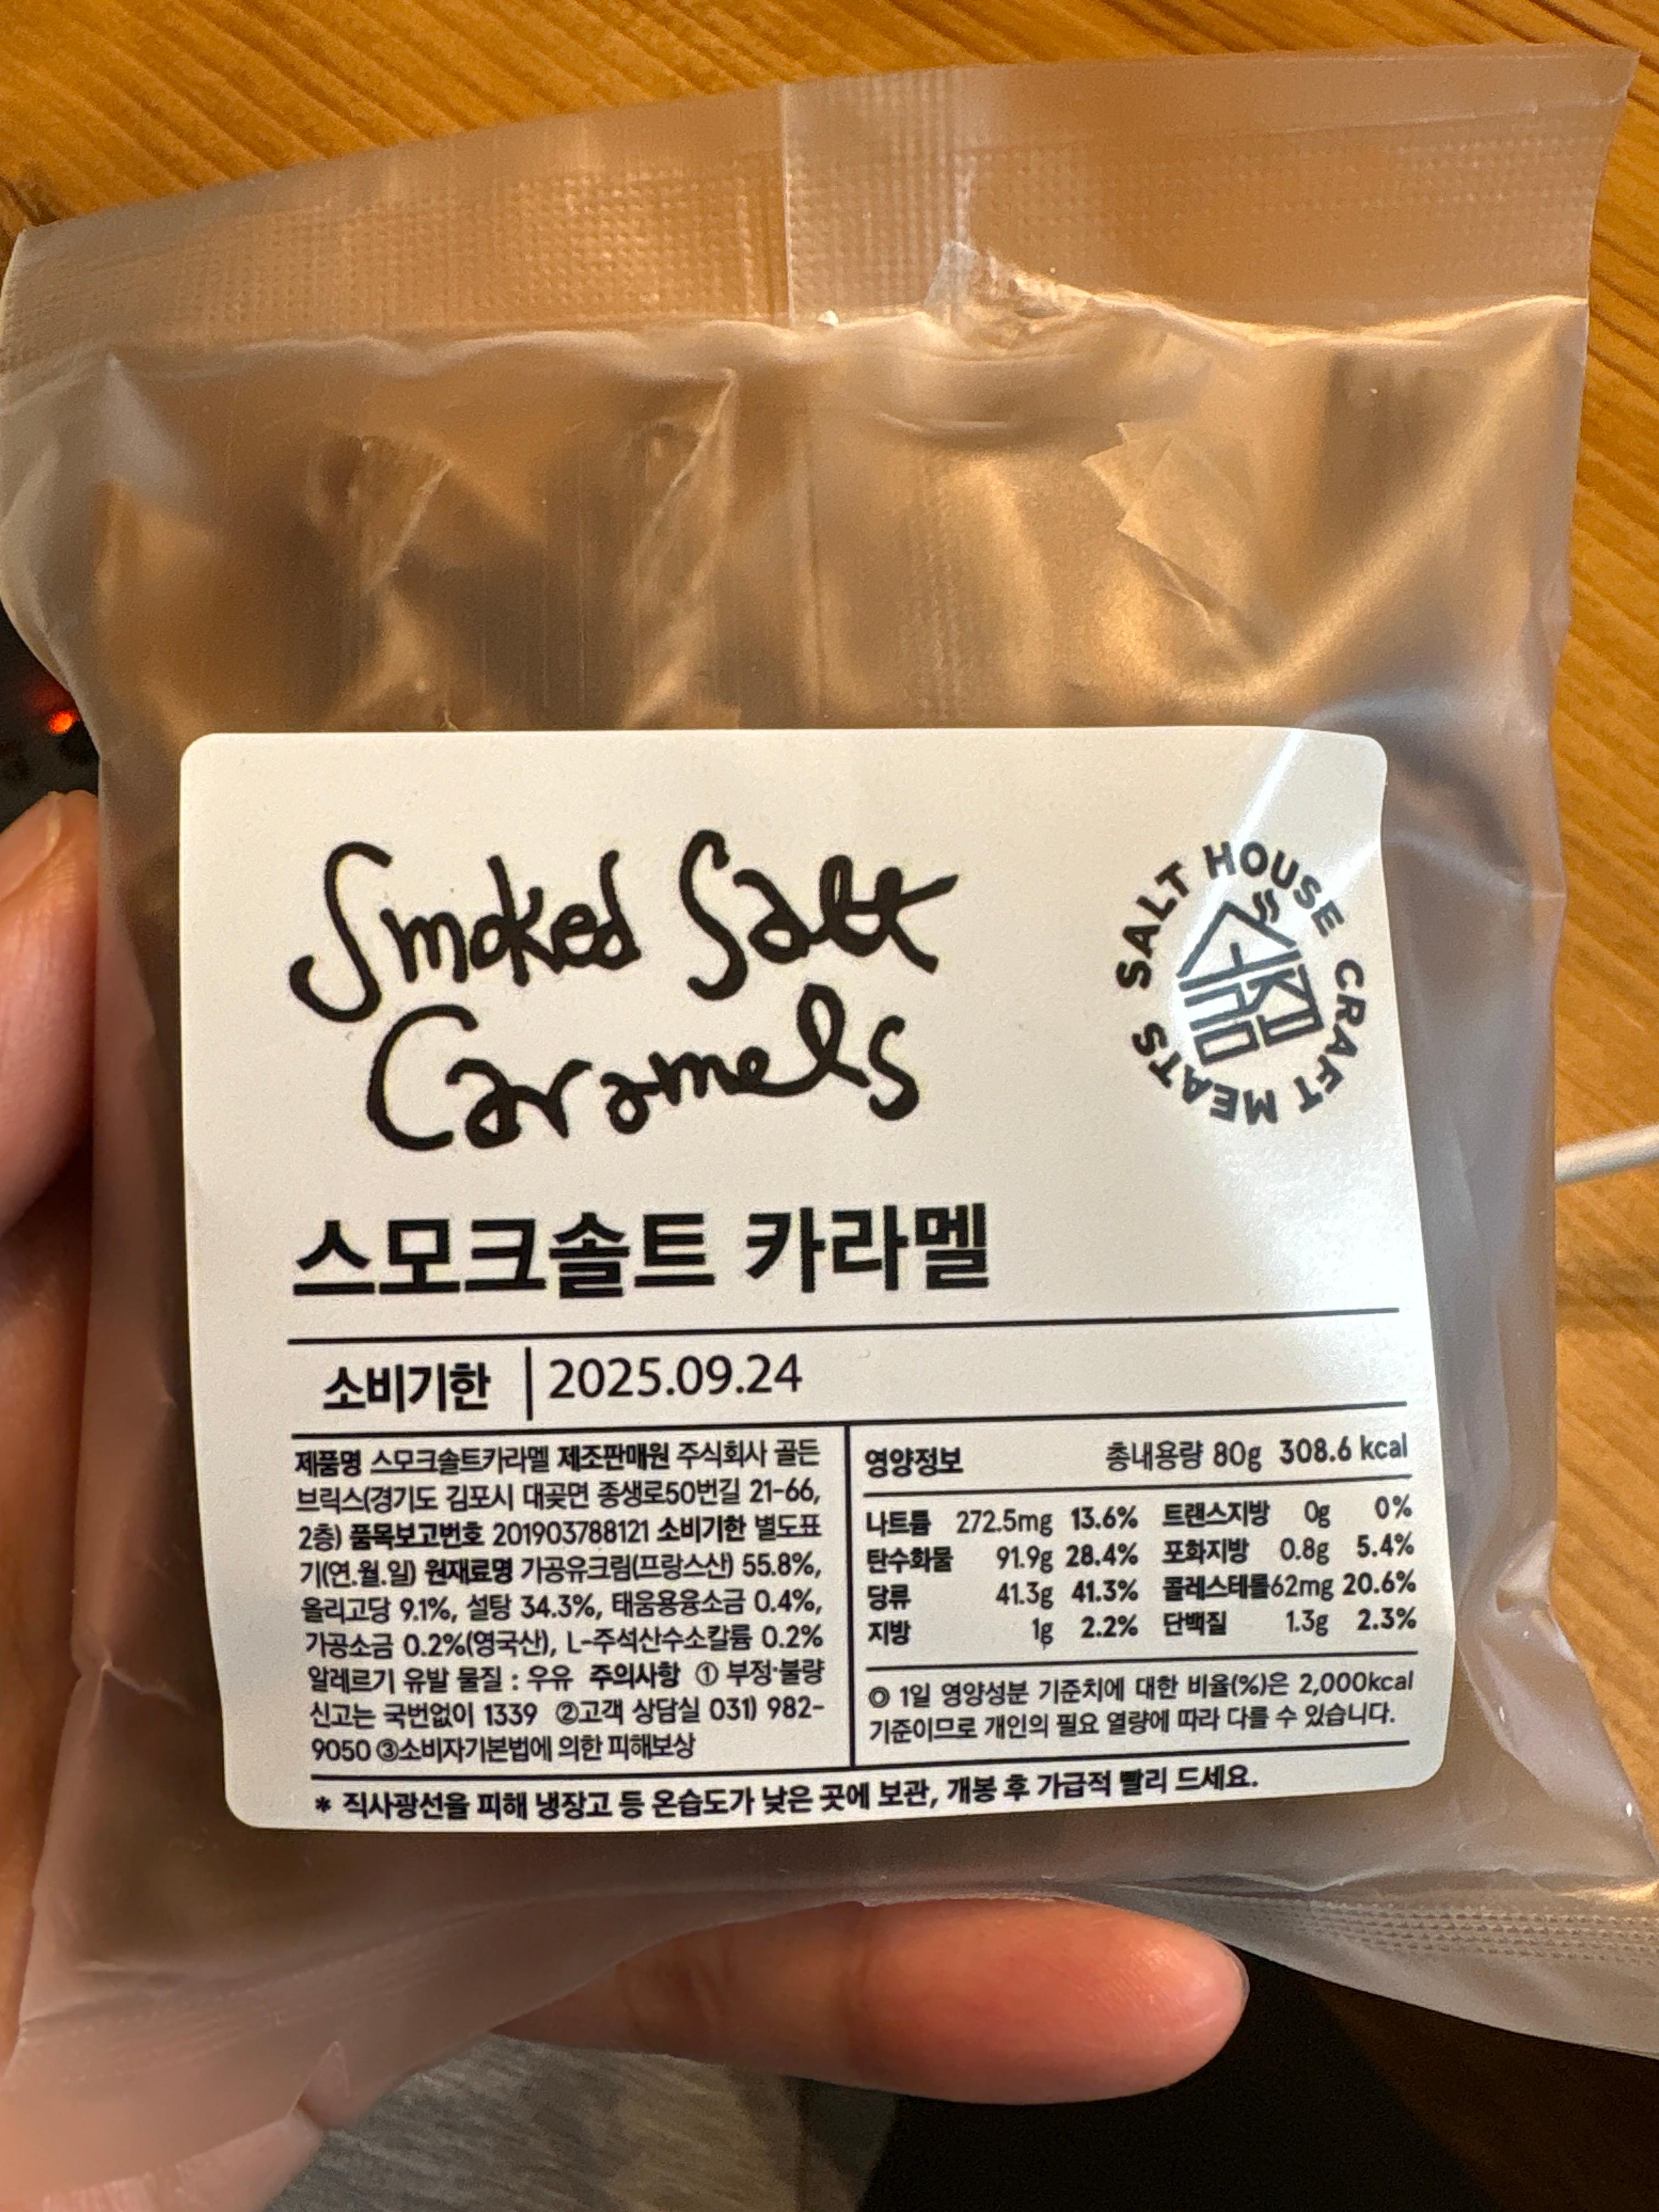 Smoked Salt
Caramels
SALT HOUSE CRAFT MEATS
소금집
스모크솔트 카라멜
소비기한 2025.09.24
제품명 스모크솔트카라멜 제조판매원 주식회사 골든
브릭스(경기도 김포시 대곶면 종생로50번길 21-66,
2층) 품목보고번호 201903788121 소비기한 별도표
기(연.월.일) 원재료명 가공유크림(프랑스산) 55.8%,
올리고당 9.1%, 설탕 34.3%, 태움용융소금 0.4%,
가공소금 0.2%(영국산), L-주석산수소칼륨 0.2%
알레르기 유발 물질 : 우유 주의사항 ① 부정·불량
신고는 국번없이 1339 ②고객 상담실 031) 982-
9050 ③소비자기본법에 의한 피해보상
영양정보 총내용량 80g 308.6 kcal
나트륨 272.5mg 13.6% 트랜스지방 0g 0%
탄수화물 91.9g 28.4% 포화지방 0.8g 5.4%
당류 41.3g 41.3% 콜레스테롤62mg 20.6%
지방 1g 2.2% 단백질 1.3g 2.3%
◎ 1일 영양성분 기준치에 대한 비율(%)은 2,000kcal
기준이므로 개인의 필요 열량에 따라 다를 수 있습니다.
* 직사광선을 피해 냉장고 등 온습도가 낮은 곳에 보관, 개봉 후 가급적 빨리 드세요.